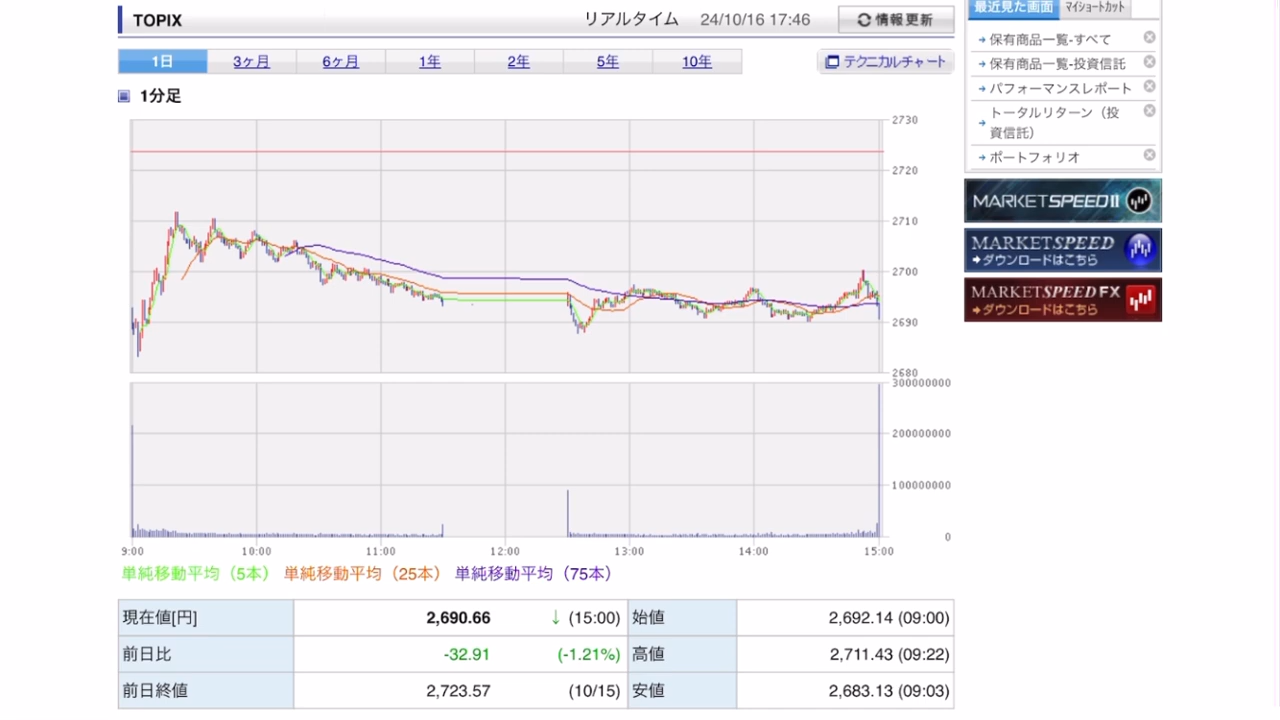 TOPIX
リアルタイム 24/10/16 17:46
情報更新
1日 3ヶ月 6ヶ月 1年 2年 5年 10年
テクニカルチャート
1分足
2730
2720
2710
2700
2690
2680
300000000
200000000
100000000
0
9:00 10:00 11:00 12:00 13:00 14:00 15:00
単純移動平均（5本） 単純移動平均（25本） 単純移動平均（75本）
現在値[円] 2,690.66 ↓ (15:00) 始値 2,692.14 (09:00)
前日比 -32.91 (-1.21%) 高値 2,711.43 (09:22)
前日終値 2,723.57 (10/15) 安値 2,683.13 (09:03)
最近見た画面 マイショートカット
保有商品一覧-すべて
保有商品一覧-投資信託
パフォーマンスレポート
トータルリターン（投
資信託）
ポートフォリオ
MARKETSPEED II
MARKETSPEED
ダウンロードはこちら
MARKETSPEED FX
ダウンロードはこちら